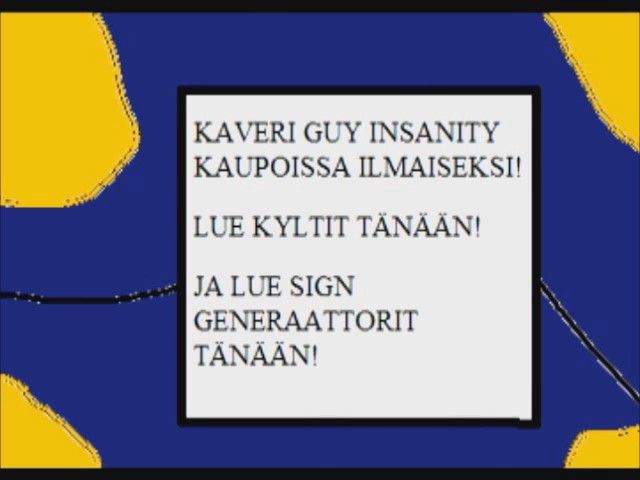 KAVERI GUY INSANITY
KAUPOISSA ILMAISEKSI!
LUE KYLTIT TÄNÄÄN!
JA LUE SIGN
GENERAATTORIT
TÄNÄÄN!